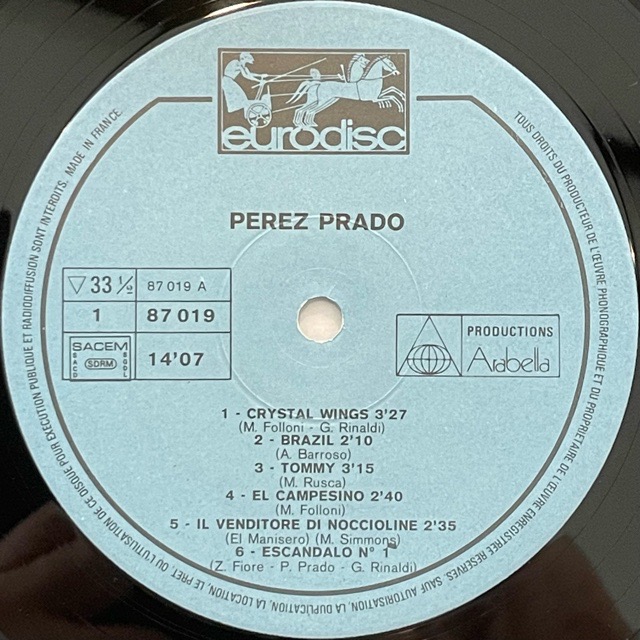 eurodisc
PEREZ PRADO
▽ 33 ⅓ 87 019 A
1 87 019
SACEM
SACD SDRM SGDL
14'07
PRODUCTIONS
Arabella
1 - CRYSTAL WINGS 3'27
(M. Folloni - G. Rinaldi)
2 - BRAZIL 2'10
(A. Barroso)
3 - TOMMY 3'15
(M. Rusca)
4 - EL CAMPESINO 2'40
(M. Folloni)
5 - IL VENDITORE DI NOCCIOLINE 2'35
(El Manisero) (M. Simmons)
6 - ESCANDALO N° 1
(Z. Fiore - P. Prado - G. Rinaldi)
TOUS DROITS DU PRODUCTEUR DE L'ŒUVRE PHONOGRAPHIQUE ET DU PROPRIETAIRE DE L'ŒUVRE ENREGISTREE RESERVES. SAUF AUTORISATION, LA DUPLICATION, LA LOCATION, LE PRET, OU L'UTILISATION DE CE DISQUE POUR EXECUTION PUBLIQUE ET RADIODIFFUSION SONT INTERDITS. MADE IN FRANCE